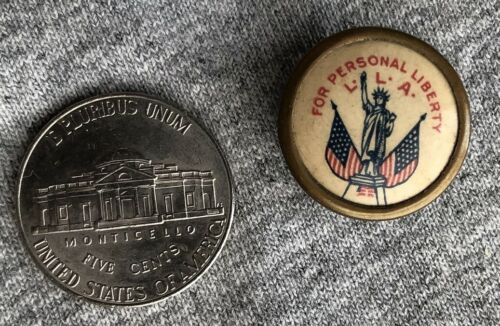 E PLURIBUS UNUM
MONTICELLO
FIVE CENTS
UNITED STATES OF AMERICA
FOR PERSONAL LIBERTY
L. L. A.